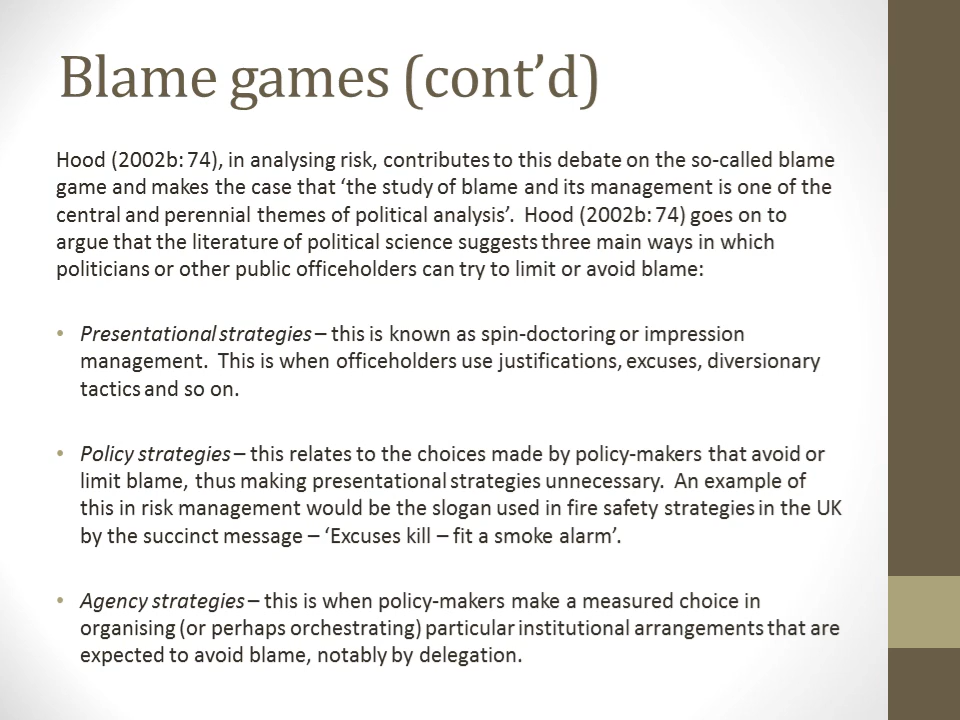 Blame games (cont’d)
Hood (2002b: 74), in analysing risk, contributes to this debate on the so-called blame
game and makes the case that ‘the study of blame and its management is one of the
central and perennial themes of political analysis’.  Hood (2002b: 74) goes on to
argue that the literature of political science suggests three main ways in which
politicians or other public officeholders can try to limit or avoid blame:
• Presentational strategies – this is known as spin-doctoring or impression
management.  This is when officeholders use justifications, excuses, diversionary
tactics and so on.
• Policy strategies – this relates to the choices made by policy-makers that avoid or
limit blame, thus making presentational strategies unnecessary.  An example of
this in risk management would be the slogan used in fire safety strategies in the UK
by the succinct message – ‘Excuses kill – fit a smoke alarm’.
• Agency strategies – this is when policy-makers make a measured choice in
organising (or perhaps orchestrating) particular institutional arrangements that are
expected to avoid blame, notably by delegation.